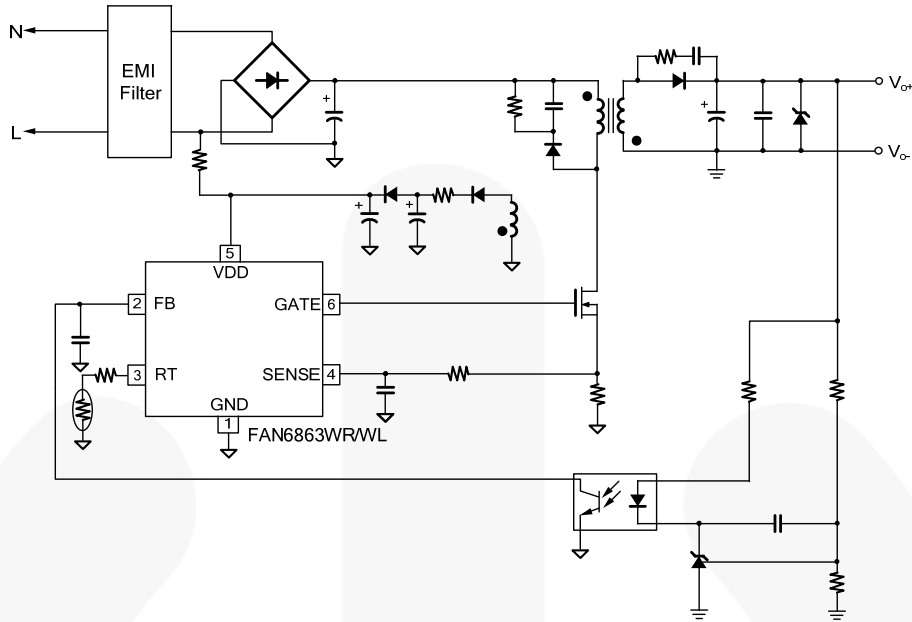 N
EMI
Filter
L
+
+
+
+
Vo+
Vo-
5
VDD
2
FB
GATE
6
3
RT
SENSE
4
GND
1
FAN6863WR/WL